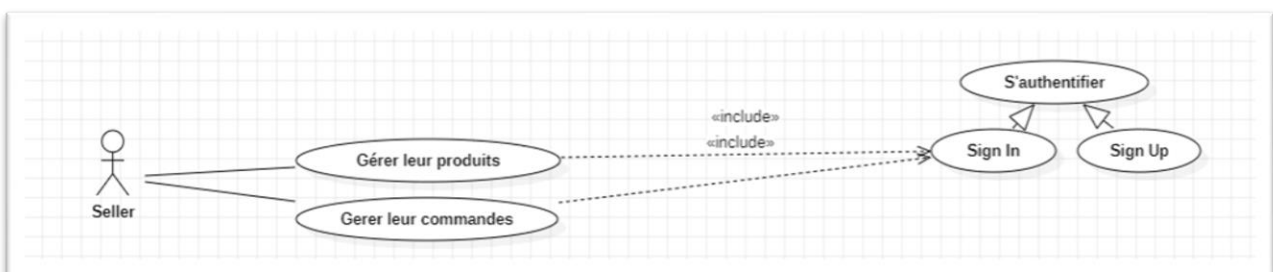 S'authentifier
«include»
«include»
Gérer leur produits
Sign In
Sign Up
Seller
Gerer leur commandes